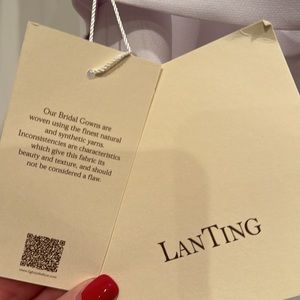 Our Bridal Gowns are
woven using the finest natural
and synthetic yarns.
Inconsistencies are characteristics
which give this fabric its
beauty and texture, and should
not be considered a flaw.
LANTING